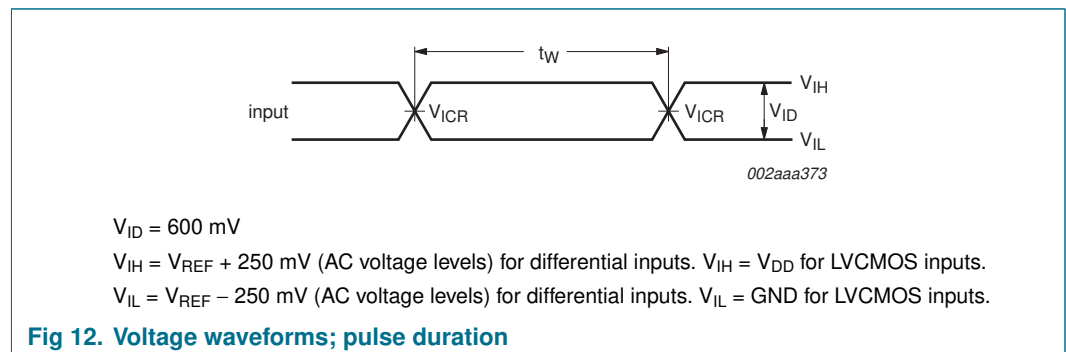 tW
VIH
input
VICR
VICR
VID
VIL
002aaa373
VID = 600 mV
VIH = VREF + 250 mV (AC voltage levels) for differential inputs. VIH = VDD for LVCMOS inputs.
VIL = VREF − 250 mV (AC voltage levels) for differential inputs. VIL = GND for LVCMOS inputs.
Fig 12. Voltage waveforms; pulse duration